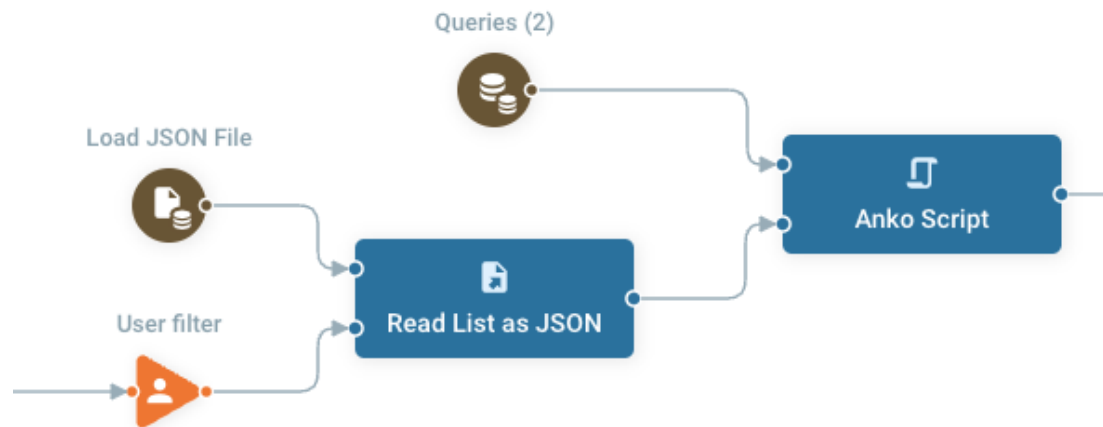 Queries (2)
Load JSON File
Anko Script
Read List as JSON
User filter